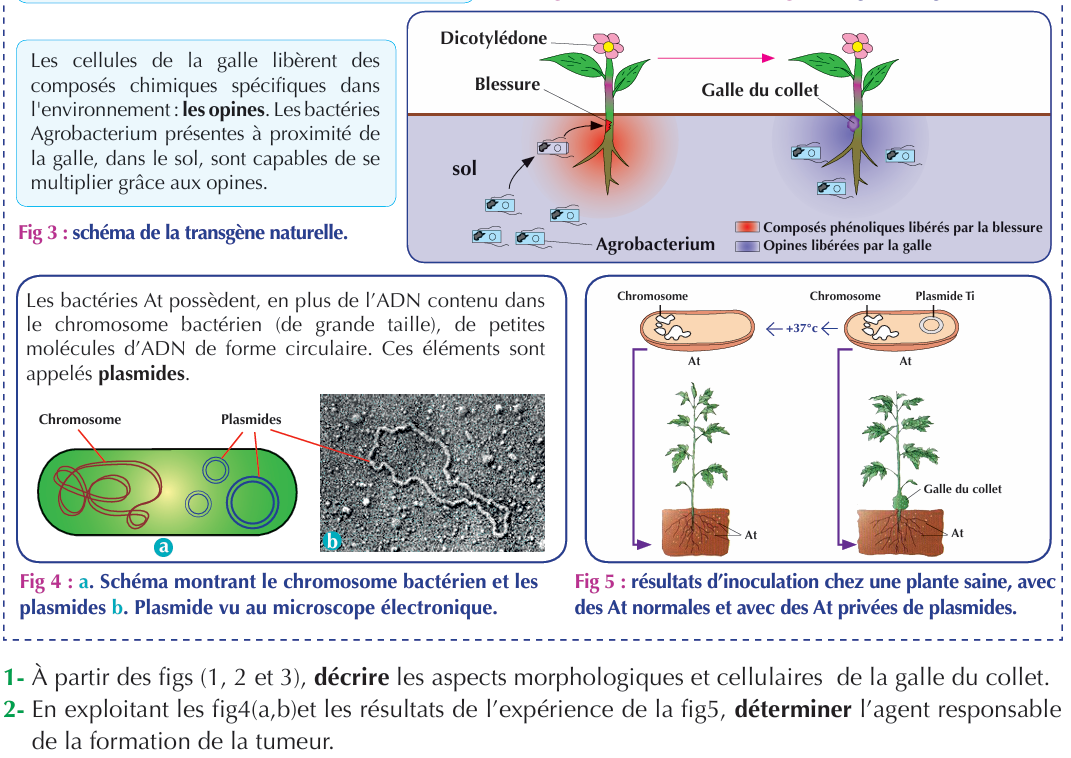 Les cellules de la galle libèrent des
composés chimiques spécifiques dans
l'environnement : les opines. Les bactéries
Agrobacterium présentes à proximité de
la galle, dans le sol, sont capables de se
multiplier grâce aux opines.
Fig 3 : schéma de la transgène naturelle.
Dicotylédone
Blessure
Galle du collet
sol
Agrobacterium
Composés phénoliques libérés par la blessure
Opines libérées par la galle
Les bactéries At possèdent, en plus de l'ADN contenu dans
le chromosome bactérien (de grande taille), de petites
molécules d'ADN de forme circulaire. Ces éléments sont
appelés plasmides.
Chromosome
Plasmides
a
b
Fig 4 : a. Schéma montrant le chromosome bactérien et les
plasmides b. Plasmide vu au microscope électronique.
Chromosome
Chromosome
Plasmide Ti
+37°c
At
At
Galle du collet
At
At
Fig 5 : résultats d'inoculation chez une plante saine, avec
des At normales et avec des At privées de plasmides.
1- À partir des figs (1, 2 et 3), décrire les aspects morphologiques et cellulaires de la galle du collet.
2- En exploitant les fig4(a,b)et les résultats de l'expérience de la fig5, déterminer l'agent responsable
de la formation de la tumeur.